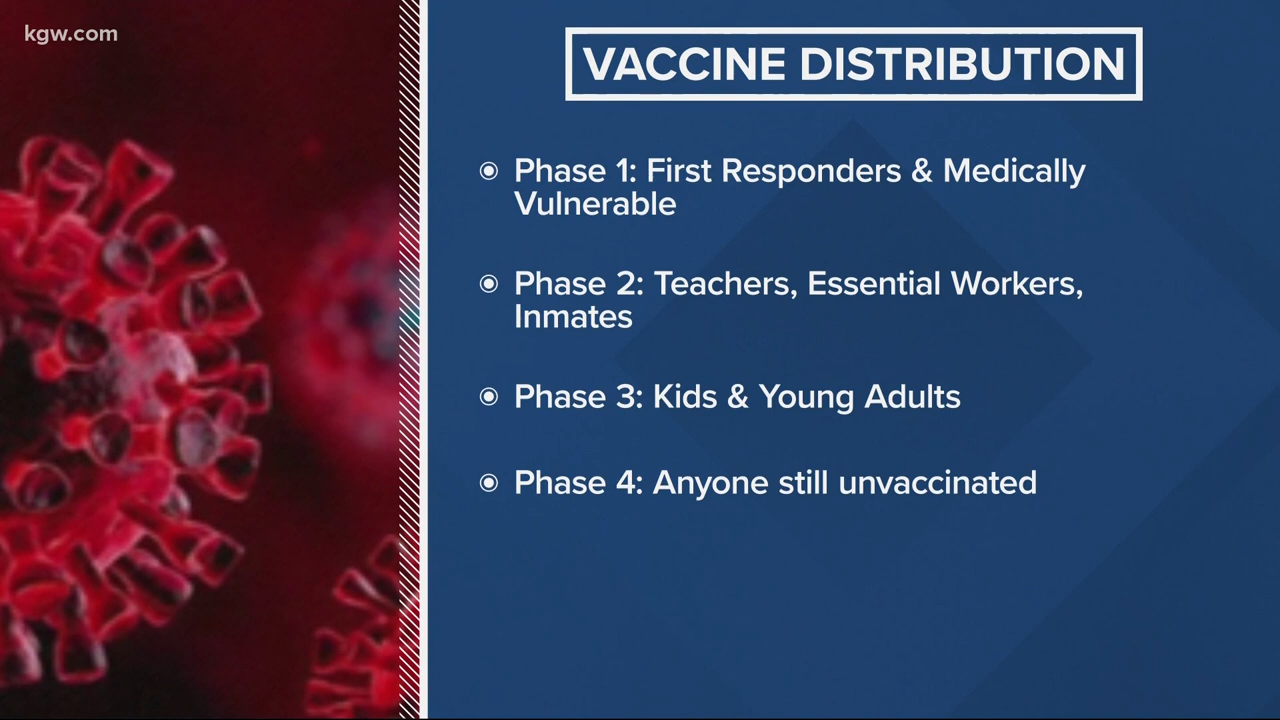 kgw.com
VACCINE DISTRIBUTION
Phase 1: First Responders & Medically
Vulnerable
Phase 2: Teachers, Essential Workers,
Inmates
Phase 3: Kids & Young Adults
Phase 4: Anyone still unvaccinated